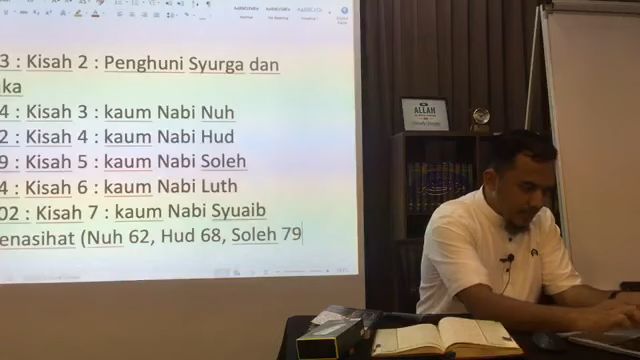 3 : Kisah 2 : Penghuni Syurga dan
ka
4 : Kisah 3 : kaum Nabi Nuh
2 : Kisah 4 : kaum Nabi Hud
9 : Kisah 5 : kaum Nabi Soleh
4 : Kisah 6 : kaum Nabi Luth
02 : Kisah 7 : kaum Nabi Syuaib
enasihat (Nuh 62, Hud 68, Soleh 79
ALLAH